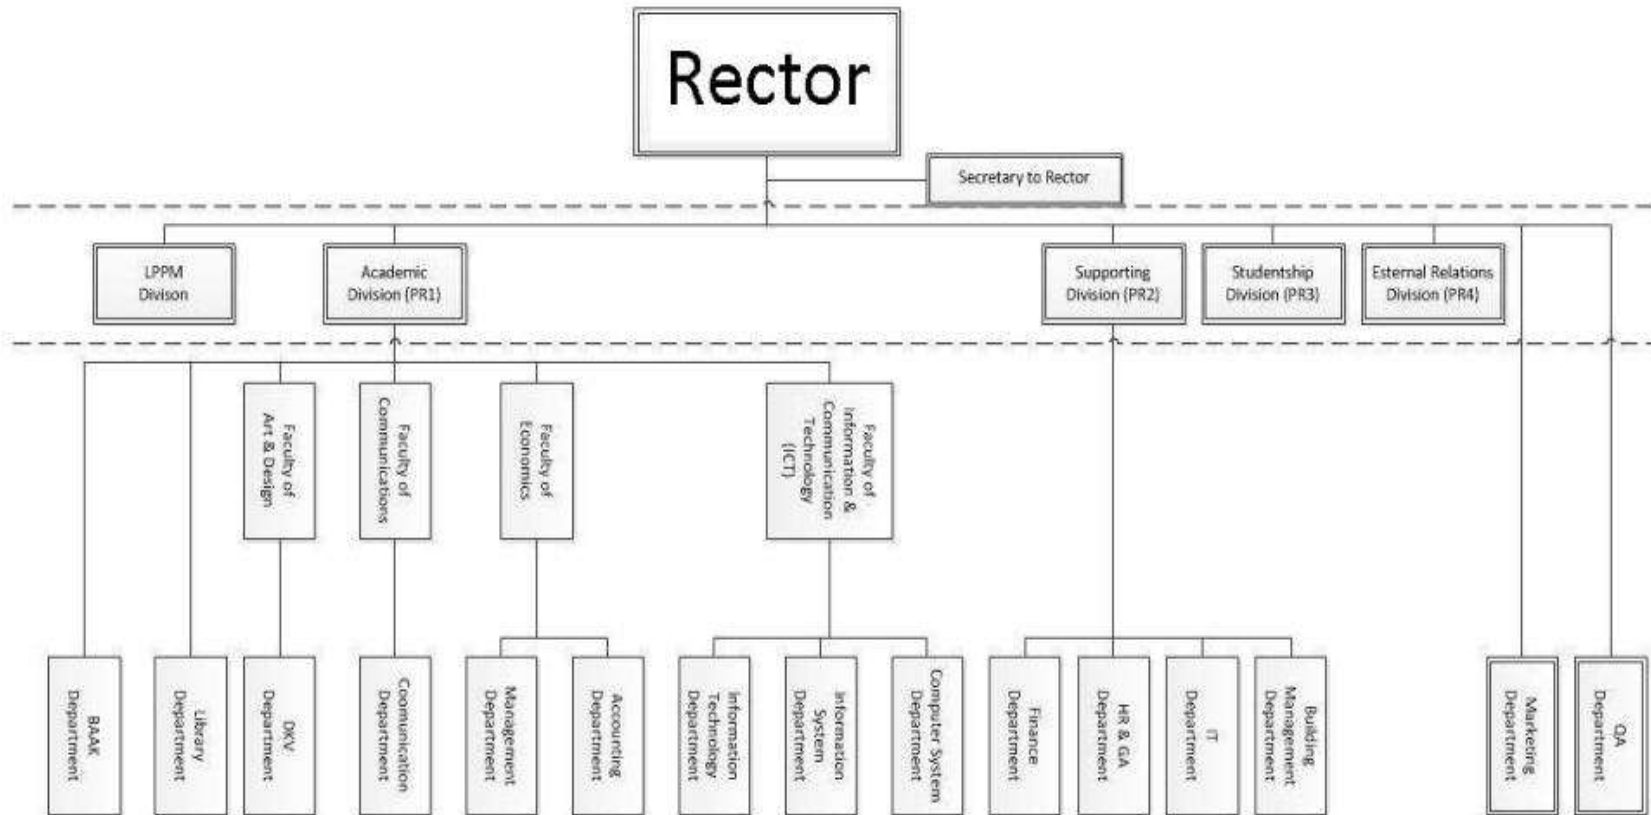 Rector
Secretary to Rector
LPPM
Divison
Academic
Division (PR1)
Supporting
Division (PR2)
Studentship
Division (PR3)
Esternal Relations
Division (PR4)
Faculty of
Art & Design
Faculty of
Communications
Faculty of
Economics
Faculty of
Information &
Communication
Technology
(ICT)
BAAK
Department
Library
Department
DKV
Department
Coomunication
Department
Management
Department
Accounting
Department
Information
Technology
Department
Information
System
Department
Computer System
Department
Finance
Department
HR & GA
Department
IT
Department
Building
Management
Department
Marketing
Department
QA
Department